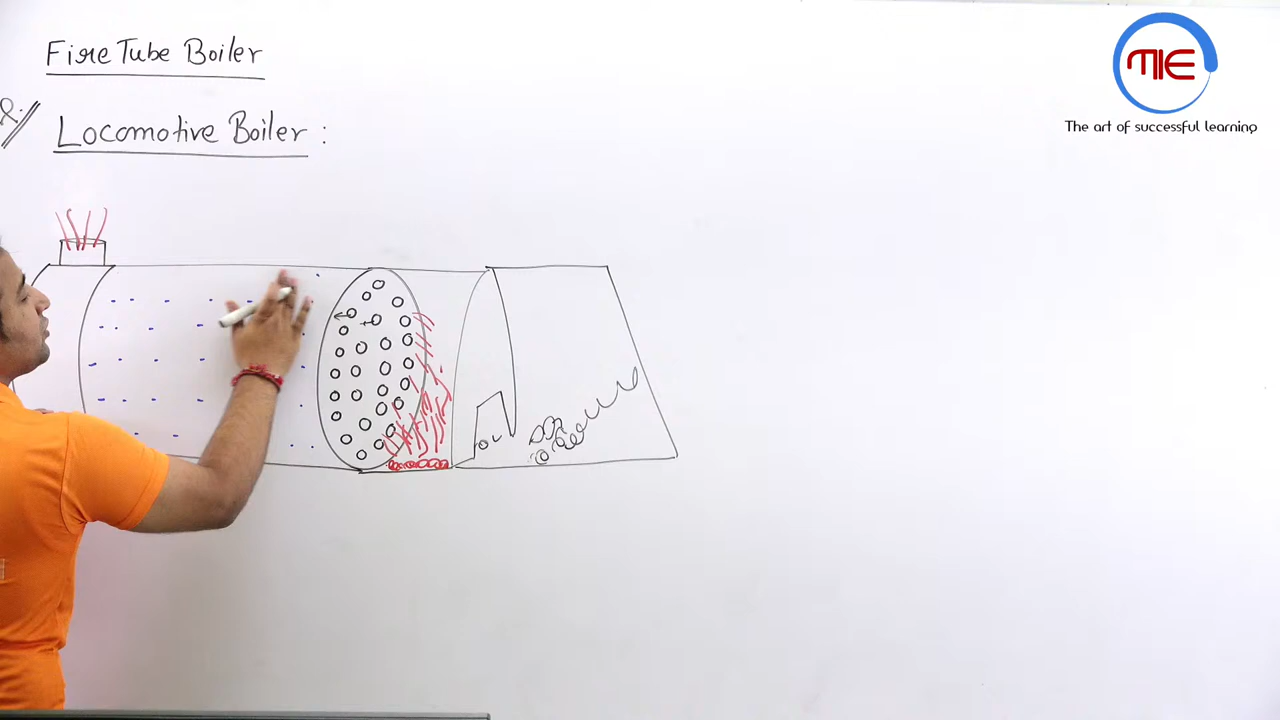 Fire Tube Boiler
Locomotive Boiler :
MIE
The art of successful learning